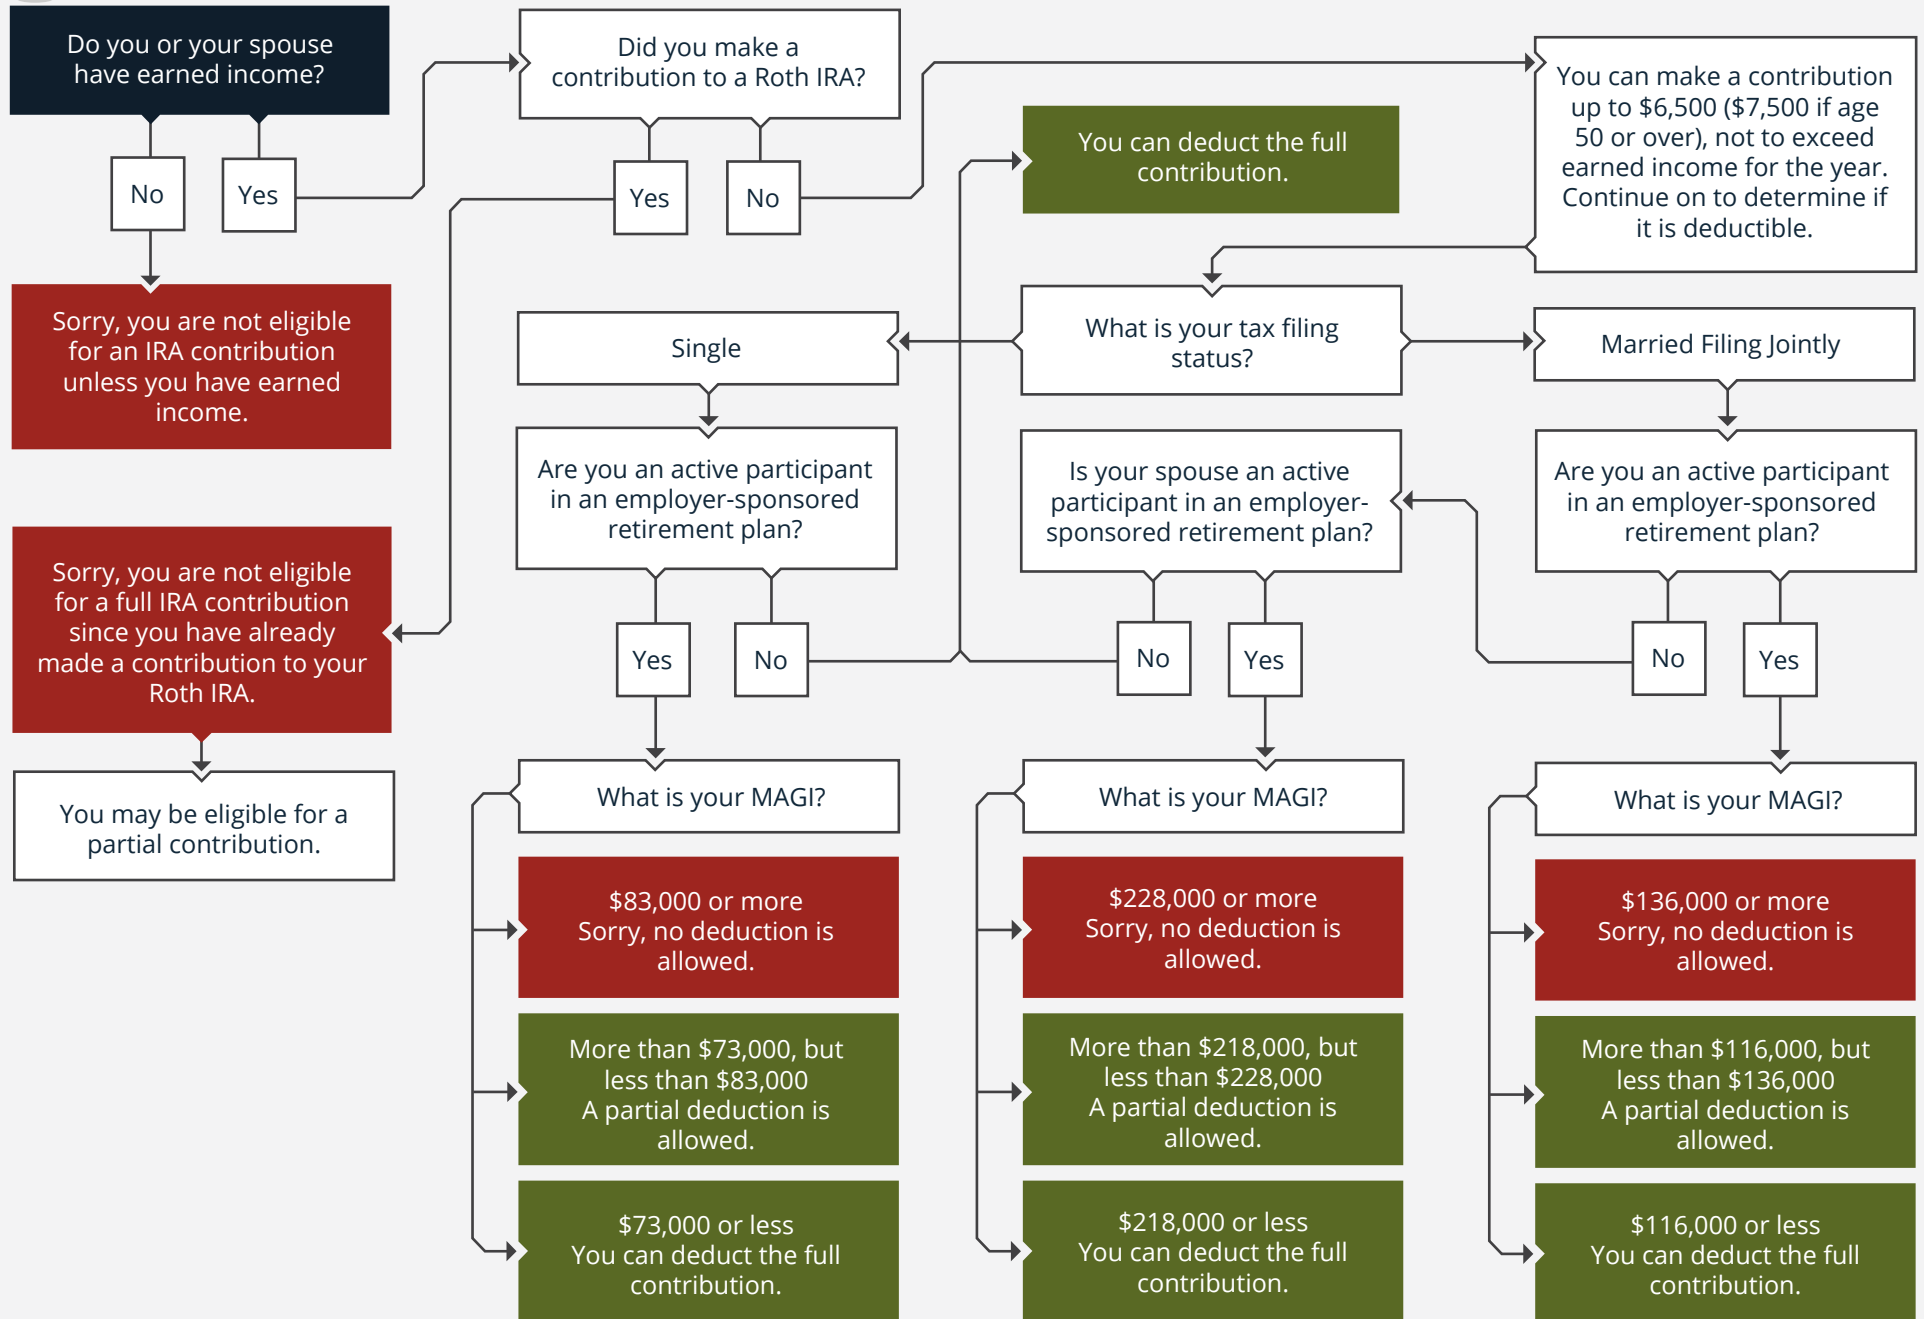 Do you or your spouse
have earned income?
No
Yes
Sorry, you are not eligible
for an IRA contribution
unless you have earned
income.
Did you make a
contribution to a Roth IRA?
Yes
No
Sorry, you are not eligible
for a full IRA contribution
since you have already
made a contribution to your
Roth IRA.
You may be eligible for a
partial contribution.
You can make a contribution
up to $6,500 ($7,500 if age
50 or over), not to exceed
earned income for the year.
Continue on to determine if
it is deductible.
You can deduct the full
contribution.
What is your tax filing
status?
Single
Married Filing Jointly
Are you an active participant
in an employer-sponsored
retirement plan?
Yes
No
Is your spouse an active
participant in an employer-
sponsored retirement plan?
No
Yes
Are you an active participant
in an employer-sponsored
retirement plan?
No
Yes
What is your MAGI?
$83,000 or more
Sorry, no deduction is
allowed.
More than $73,000, but
less than $83,000
A partial deduction is
allowed.
$73,000 or less
You can deduct the full
contribution.
What is your MAGI?
$228,000 or more
Sorry, no deduction is
allowed.
More than $218,000, but
less than $228,000
A partial deduction is
allowed.
$218,000 or less
You can deduct the full
contribution.
What is your MAGI?
$136,000 or more
Sorry, no deduction is
allowed.
More than $116,000, but
less than $136,000
A partial deduction is
allowed.
$116,000 or less
You can deduct the full
contribution.